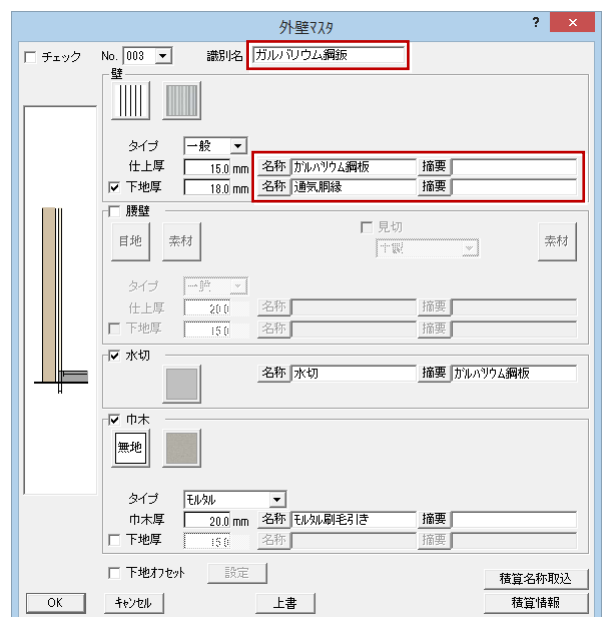 外壁ﾏｽﾀ ? ×
チェック No. 003 識別名 ガルバリウム鋼鈑
壁
タイプ 一般
仕上厚 15.0 mm 名称 ｶﾞﾙﾊﾞﾘｳﾑ鋼板 摘要
下地厚 18.0 mm 名称 通気胴縁 摘要
腰壁
目地 素材 見切 素材
タイプ 一般
仕上厚 20.0 名称 摘要
下地厚 15.0 名称 摘要
水切
名称 水切 摘要 ｶﾞﾙﾊﾞﾘｳﾑ鋼板
巾木
無地
タイプ ﾓﾙﾀﾙ
巾木厚 20.0 mm 名称 ﾓﾙﾀﾙ刷毛引き 摘要
下地厚 15.0 名称 摘要
下地ｵﾌｾｯﾄ 設定
積算名称取込
OK ｷｬﾝｾﾙ 上書 積算情報